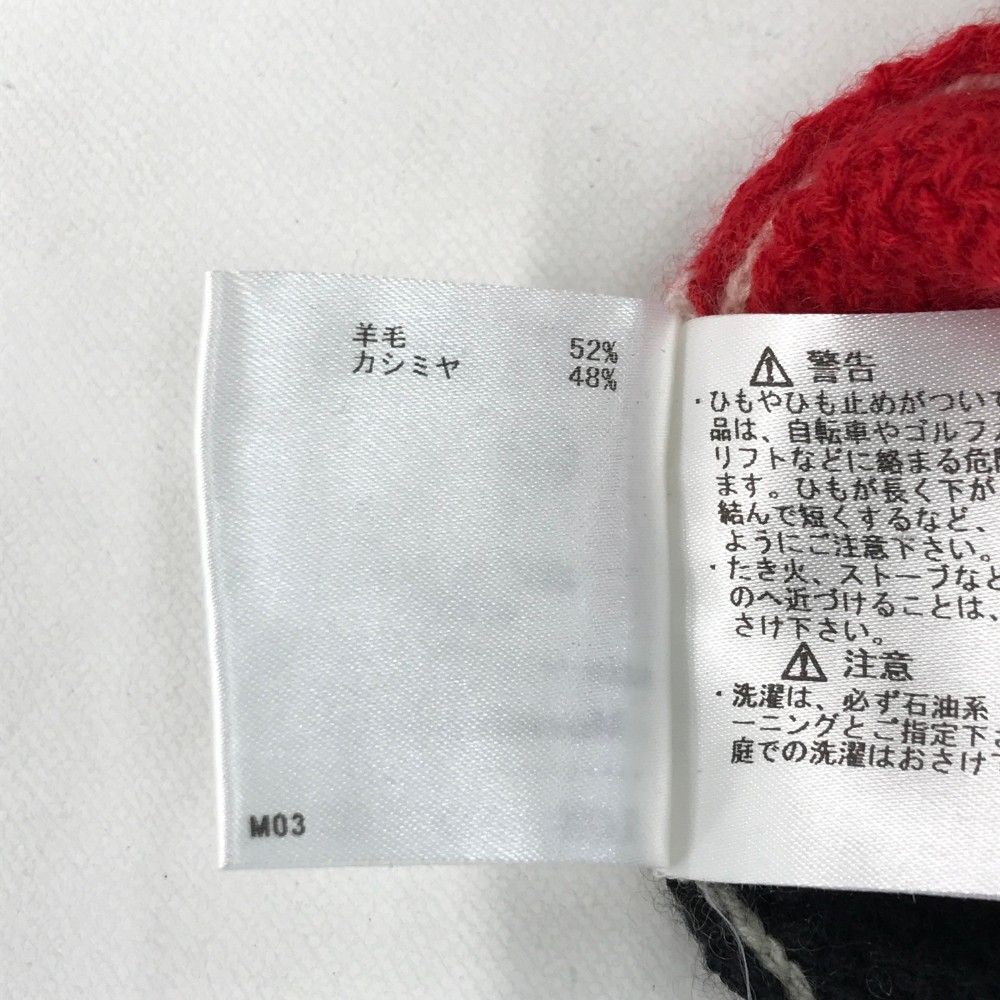 羊毛 52%
カシミヤ 48%
M03
⚠ 警告
・ひもやひも止めがついて
品は、自転車やゴルフ
リフトなどに絡まる危
ます。ひもが長く下が
結んで短くするなど、
ようにご注意下さい。
・たき火、ストーブなど
のへ近づけることは、
さけ下さい。
⚠ 注意
・洗濯は、必ず石油系
ーニングとご指定下さ
庭での洗濯はおさけ下